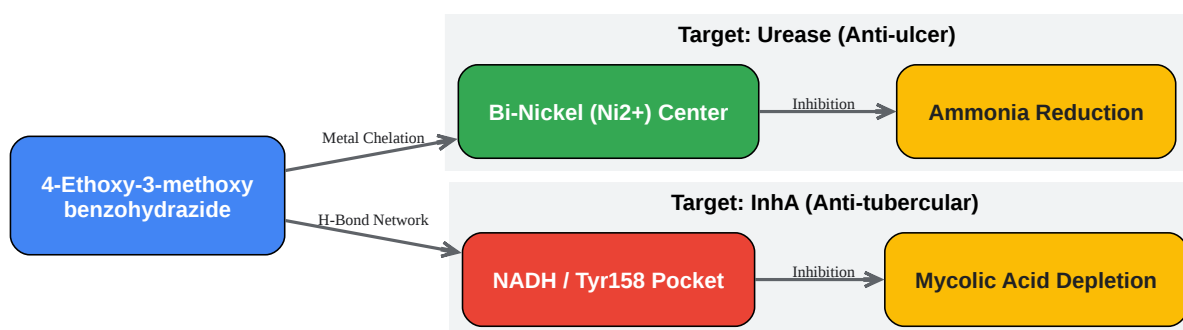 Target: Urease (Anti-ulcer)
Bi-Nickel (Ni2+) Center
Inhibition
Ammonia Reduction
Metal Chelation
4-Ethoxy-3-methoxy
benzohydrazide
H-Bond Network
Target: InhA (Anti-tubercular)
NADH / Tyr158 Pocket
Inhibition
Mycolic Acid Depletion